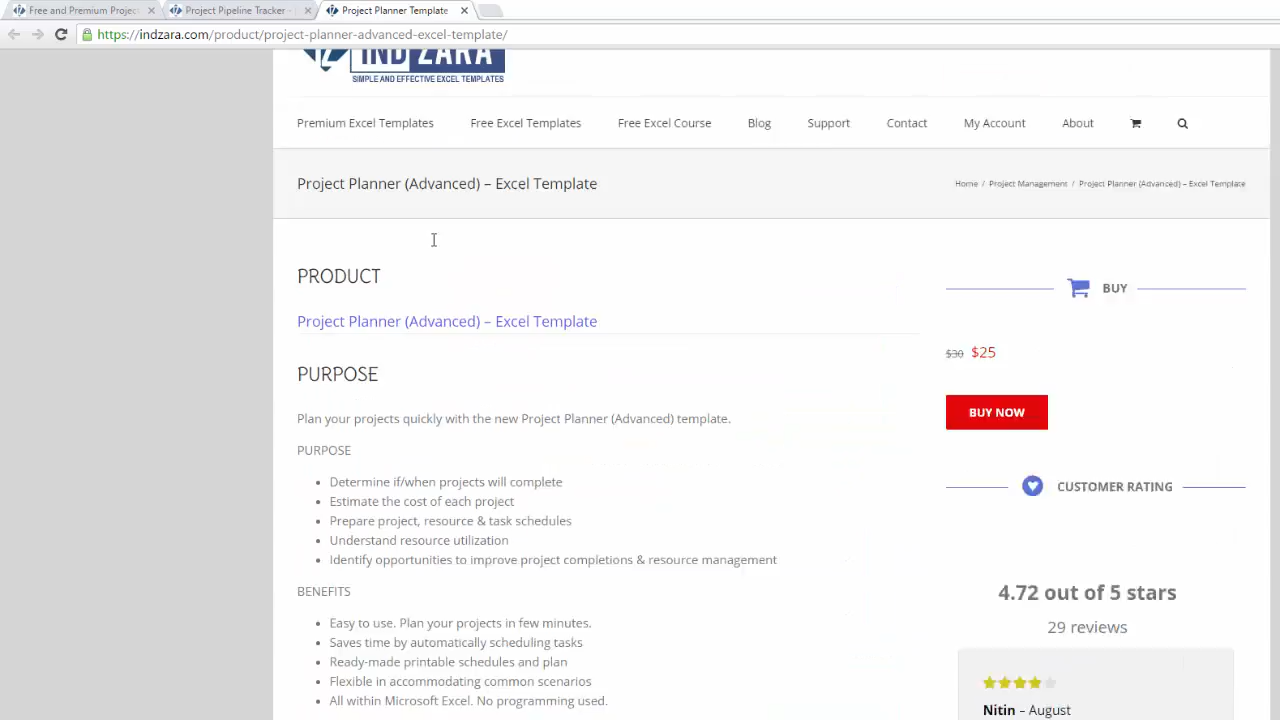 Free and Premium Projec
Project Pipeline Tracker -
Project Planner Template
https://indzara.com/product/project-planner-advanced-excel-template/
INDZARA
SIMPLE AND EFFECTIVE EXCEL TEMPLATES
Premium Excel Templates Free Excel Templates Free Excel Course Blog Support Contact My Account About
Project Planner (Advanced) – Excel Template
Home / Project Management / Project Planner (Advanced) – Excel Template
PRODUCT
Project Planner (Advanced) – Excel Template
PURPOSE
Plan your projects quickly with the new Project Planner (Advanced) template.
PURPOSE
• Determine if/when projects will complete
• Estimate the cost of each project
• Prepare project, resource & task schedules
• Understand resource utilization
• Identify opportunities to improve project completions & resource management
BENEFITS
• Easy to use. Plan your projects in few minutes.
• Saves time by automatically scheduling tasks
• Ready-made printable schedules and plan
• Flexible in accommodating common scenarios
• All within Microsoft Excel. No programming used.
BUY
$30 $25
BUY NOW
CUSTOMER RATING
4.72 out of 5 stars
29 reviews
Nitin – August